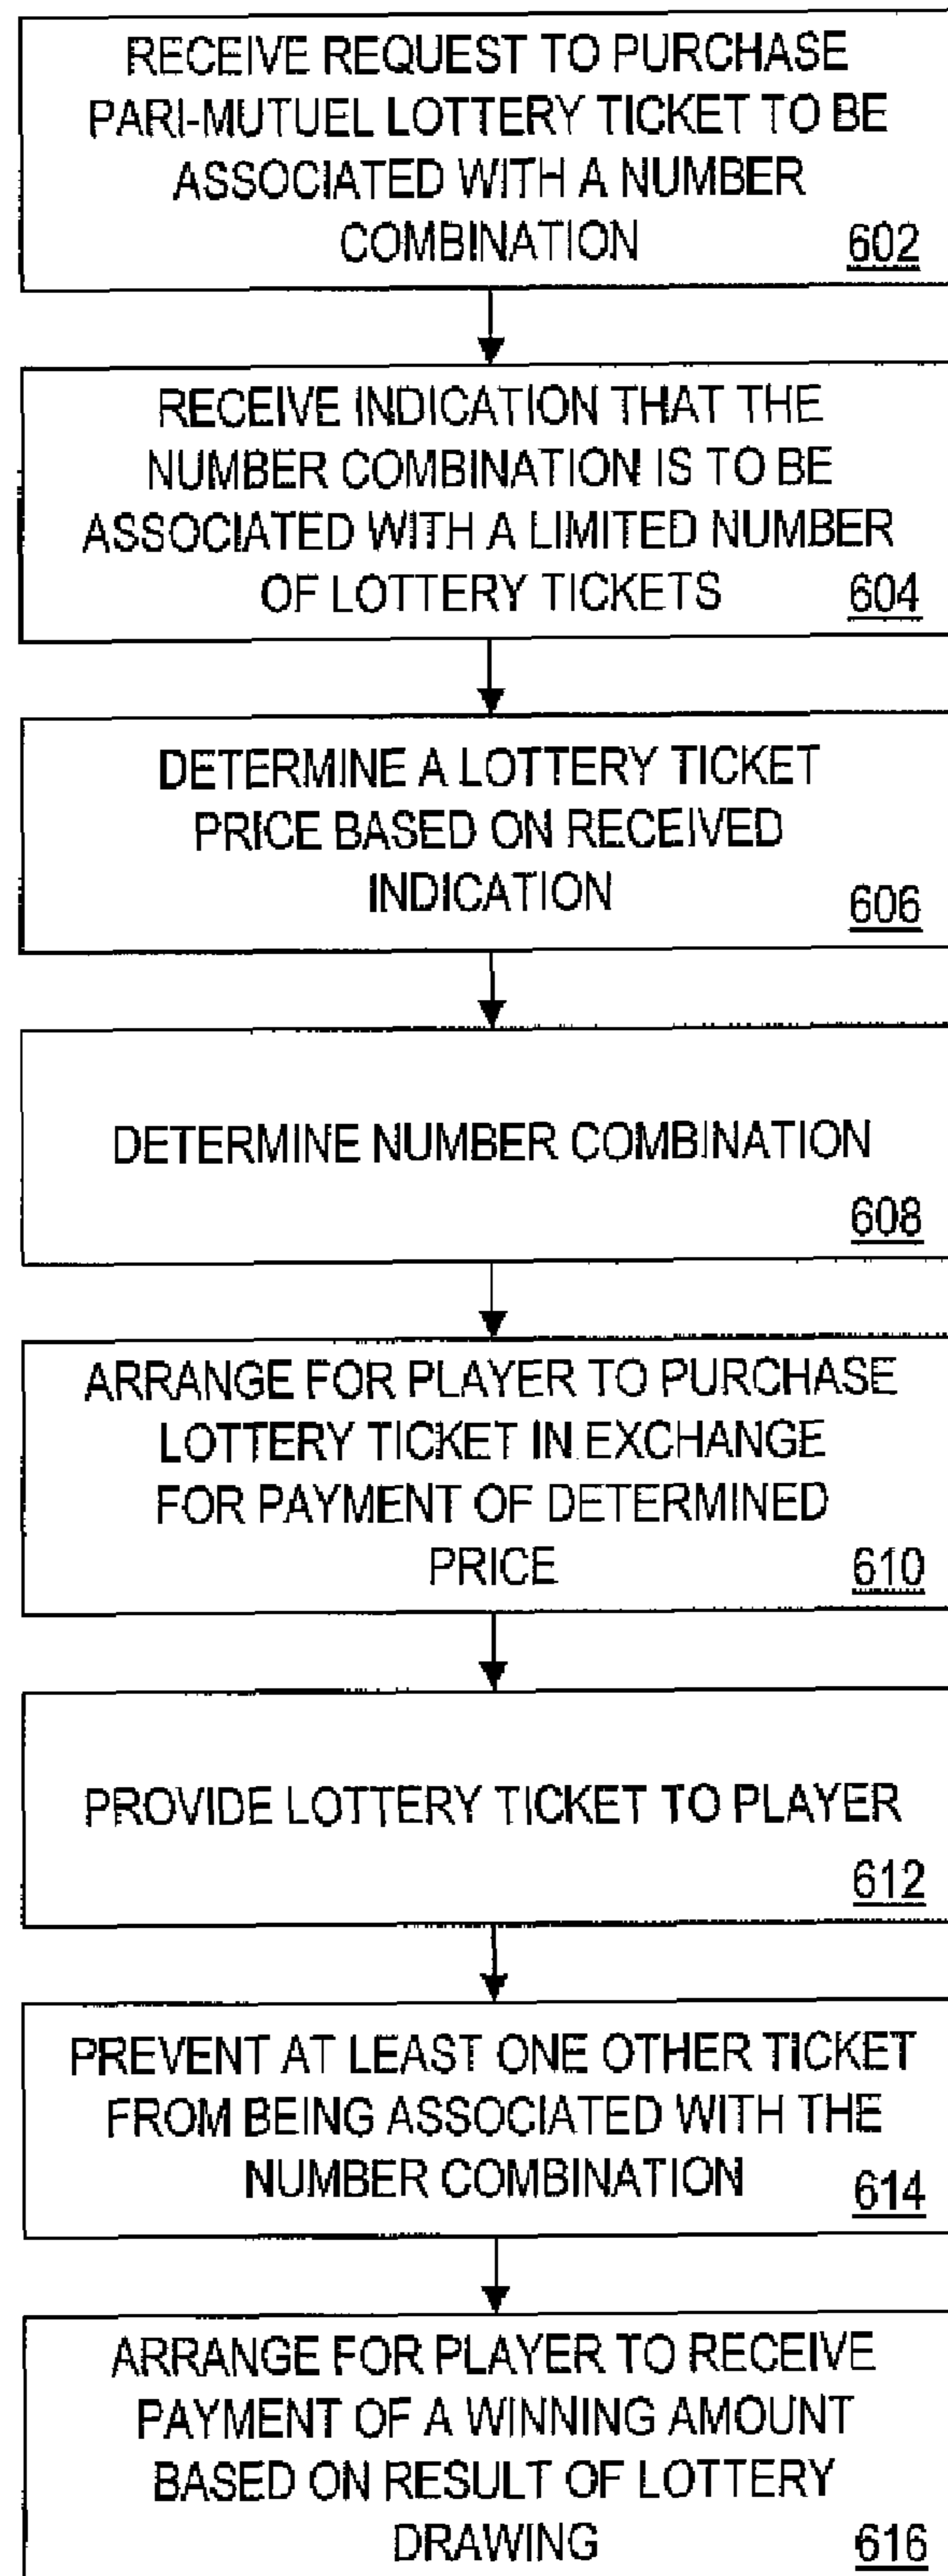 RECEIVE REQUEST TO PURCHASE
PARI-MUTUEL LOTTERY TICKET TO BE
ASSOCIATED WITH A NUMBER
COMBINATION 602
RECEIVE INDICATION THAT THE
NUMBER COMBINATION IS TO BE
ASSOCIATED WITH A LIMITED NUMBER
OF LOTTERY TICKETS 604
DETERMINE A LOTTERY TICKET
PRICE BASED ON RECEIVED
INDICATION 606
DETERMINE NUMBER COMBINATION
608
ARRANGE FOR PLAYER TO PURCHASE
LOTTERY TICKET IN EXCHANGE
FOR PAYMENT OF DETERMINED
PRICE 610
PROVIDE LOTTERY TICKET TO PLAYER
612
PREVENT AT LEAST ONE OTHER TICKET
FROM BEING ASSOCIATED WITH THE
NUMBER COMBINATION 614
ARRANGE FOR PLAYER TO RECEIVE
PAYMENT OF A WINNING AMOUNT
BASED ON RESULT OF LOTTERY
DRAWING 616